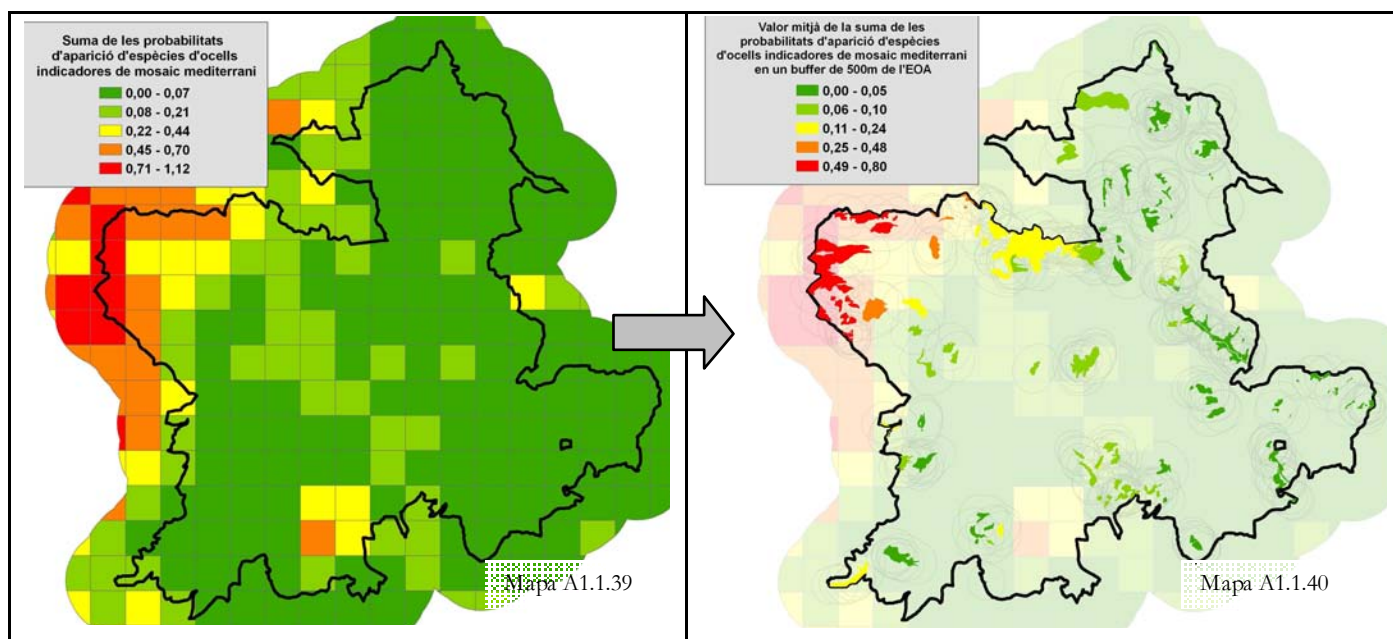 Suma de les probabilitats
d'aparició d'espècies d'ocells
indicadores de mosaic mediterrani
0,00 - 0,07
0,08 - 0,21
0,22 - 0,44
0,45 - 0,70
0,71 - 1,12
Mapa A1.1.39
Valor mitjà de la suma de les
probabilitats d'aparició d'espècies
d'ocells indicadores de mosaic mediterrani
en un buffer de 500m de l'EOA
0,00 - 0,05
0,06 - 0,10
0,11 - 0,24
0,25 - 0,48
0,49 - 0,80
Mapa A1.1.40